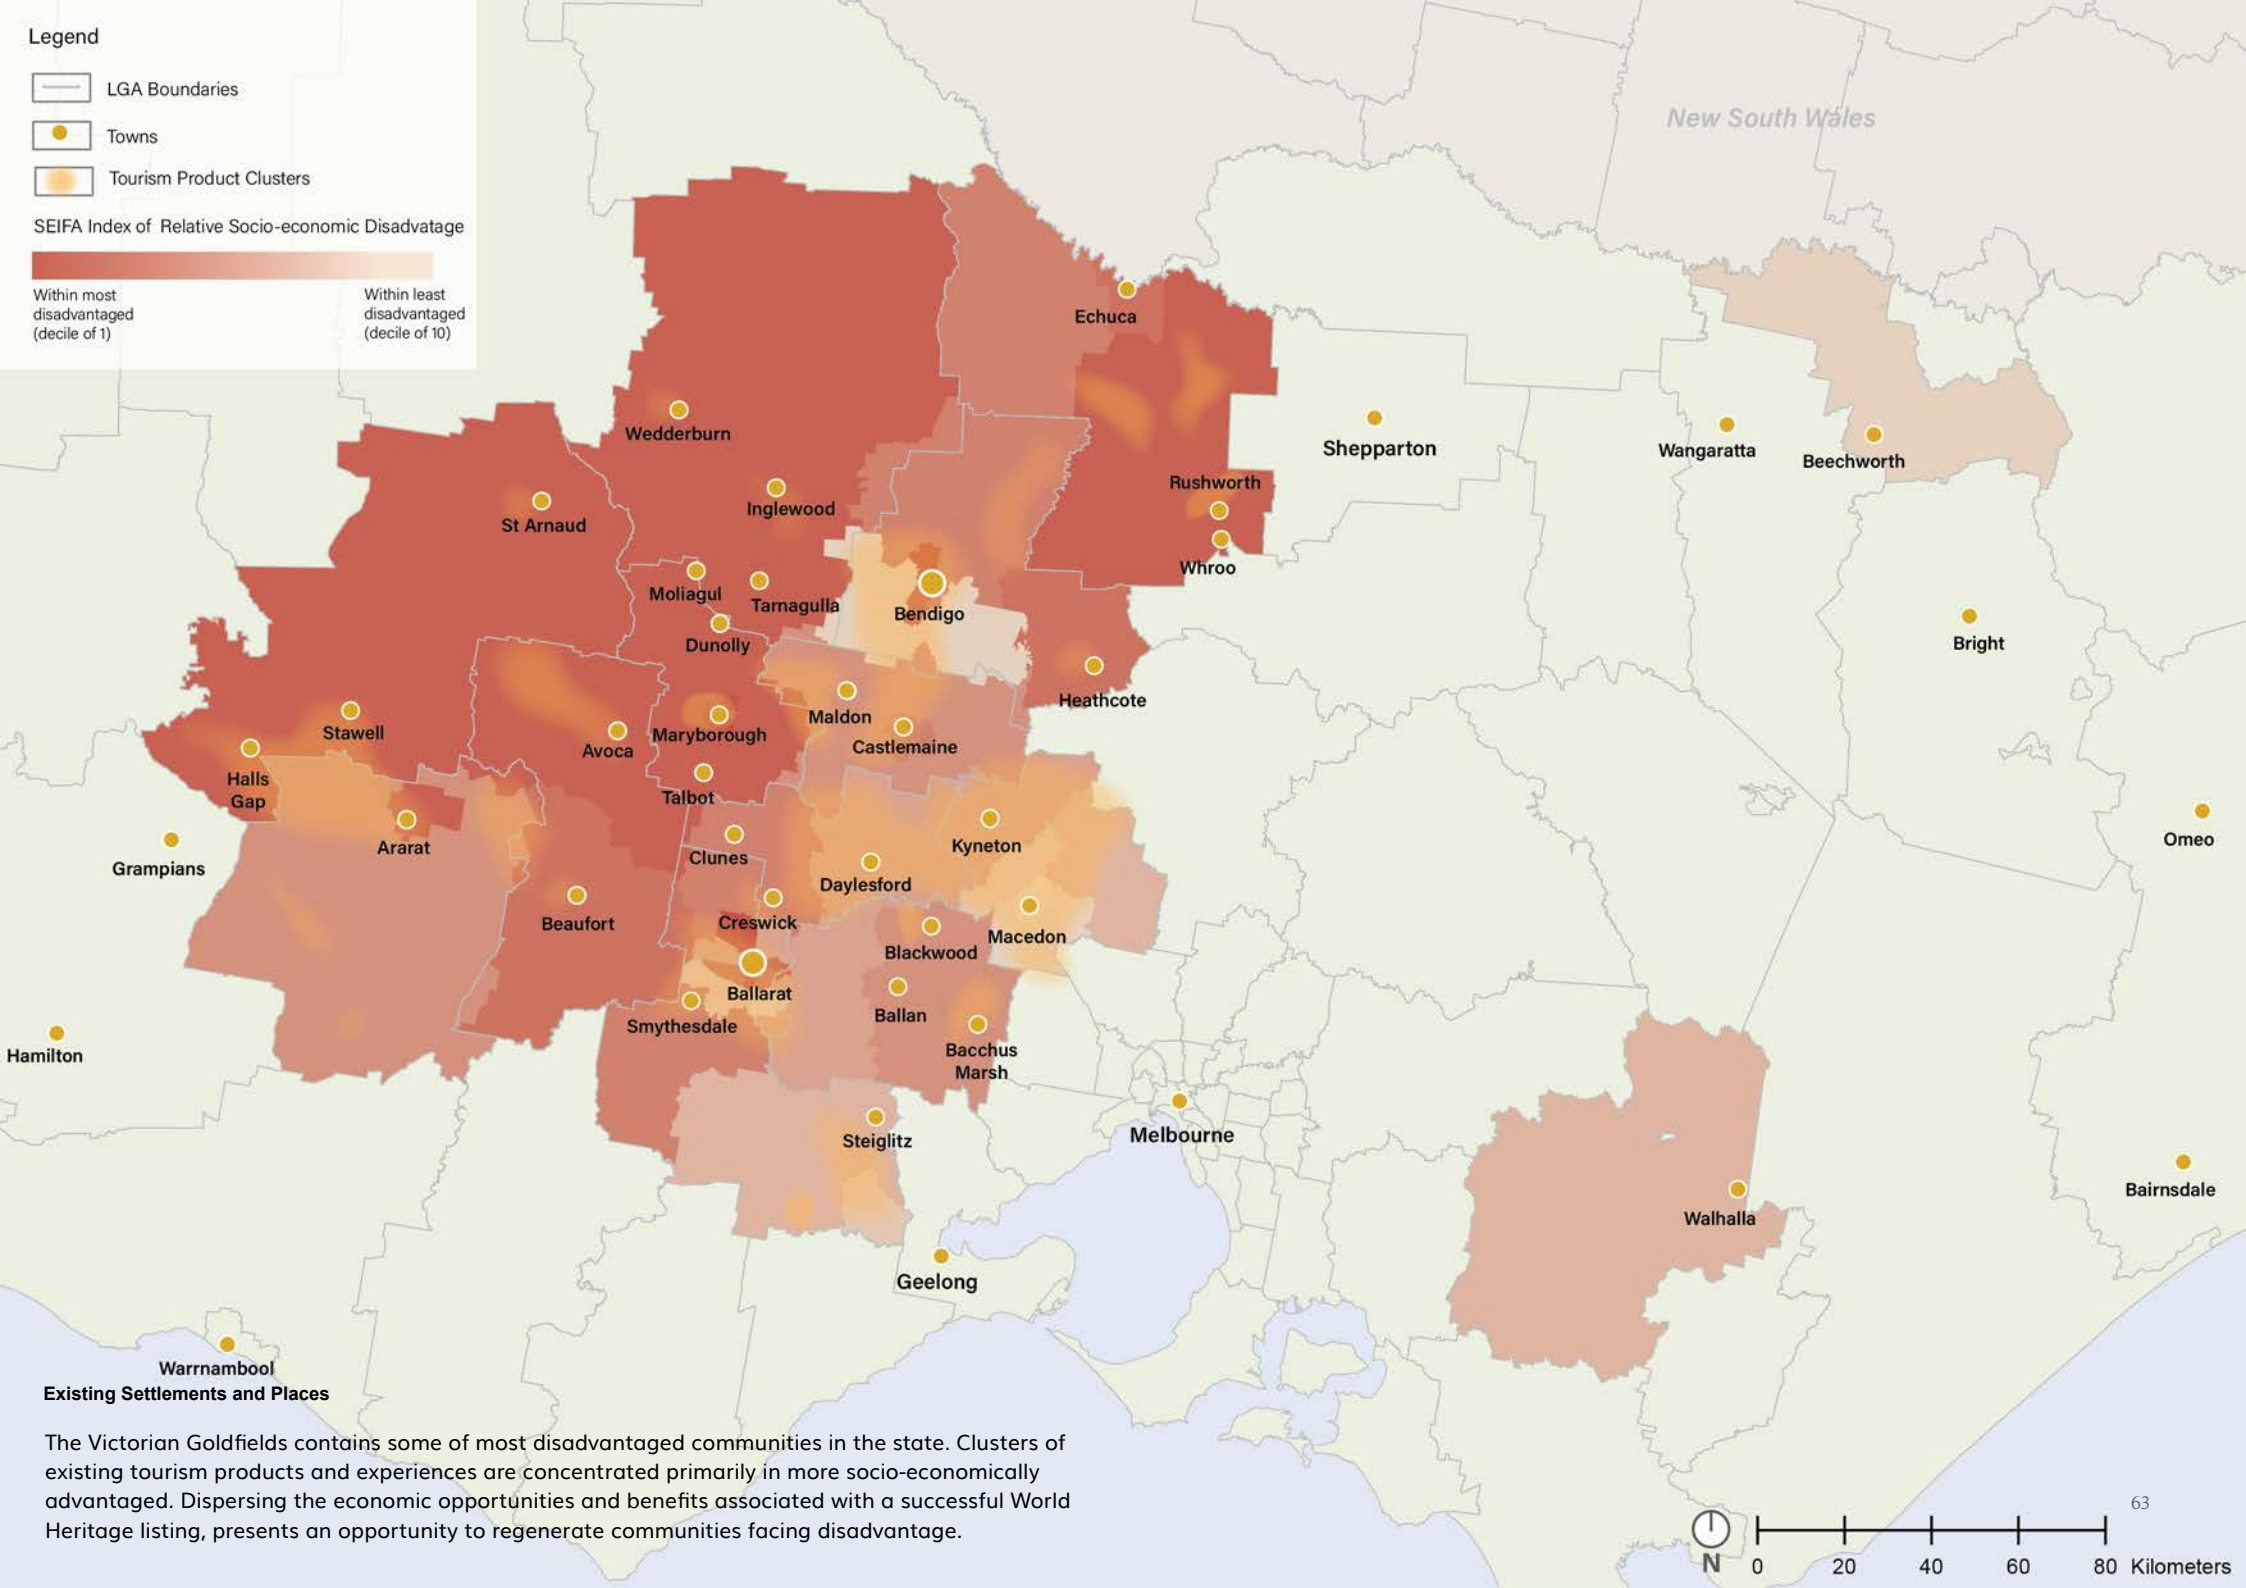 Legend
LGA Boundaries
Towns
Tourism Product Clusters
SEIFA Index of Relative Socio-economic Disadvatage
Within most
disadvantaged
(decile of 1)
Within least
disadvantaged
(decile of 10)
New South Wales
Echuca
Wedderburn
Shepparton
Wangaratta
Beechworth
Rushworth
Inglewood
St Arnaud
Whroo
Moliagul
Tarnagulla
Bendigo
Dunolly
Bright
Heathcote
Maldon
Stawell
Maryborough
Avoca
Castlemaine
Halls
Gap
Talbot
Ararat
Clunes
Kyneton
Omeo
Grampians
Daylesford
Beaufort
Creswick
Macedon
Blackwood
Ballarat
Ballan
Smythesdale
Hamilton
Bacchus
Marsh
Melbourne
Steiglitz
Bairnsdale
Walhalla
Geelong
Warrnambool
Existing Settlements and Places
The Victorian Goldfields contains some of most disadvantaged communities in the state. Clusters of
existing tourism products and experiences are concentrated primarily in more socio-economically
advantaged. Dispersing the economic opportunities and benefits associated with a successful World
Heritage listing, presents an opportunity to regenerate communities facing disadvantage.
63
N
0 20 40 60 80 Kilometers